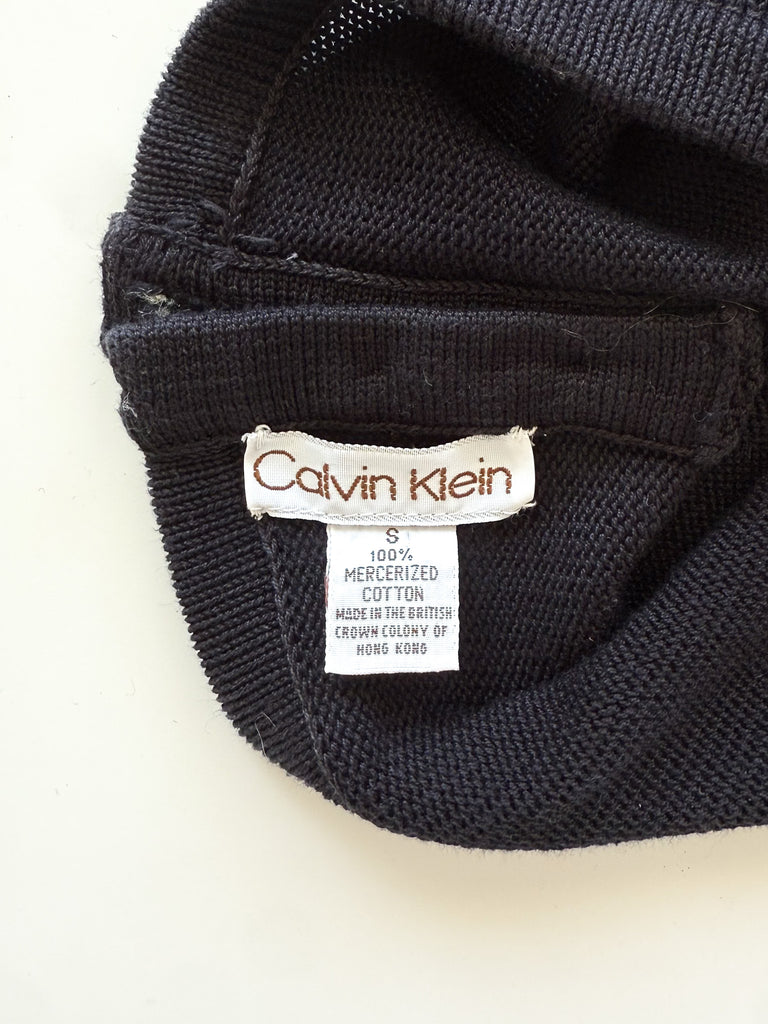 Calvin Klein
S
100%
MERCERIZED
COTTON
MADE IN THE BRITISH
CROWN COLONY OF
HONG KONG